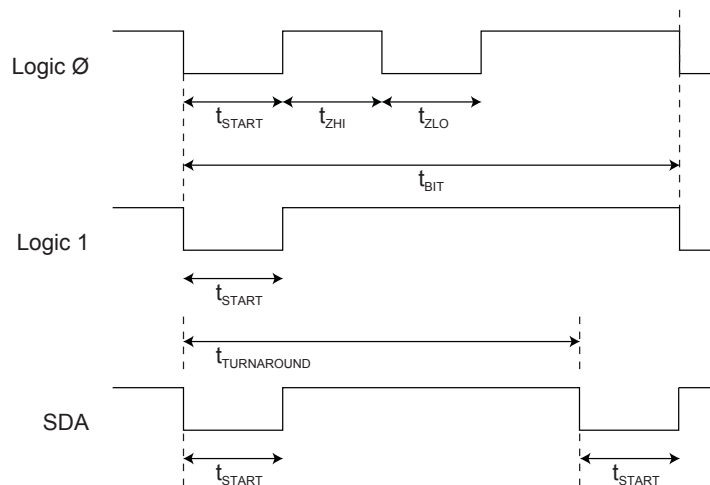 Logic Ø
tSTART tZHI tZLO
tBIT
Logic 1
tSTART
tTURNAROUND
SDA
tSTART tSTART